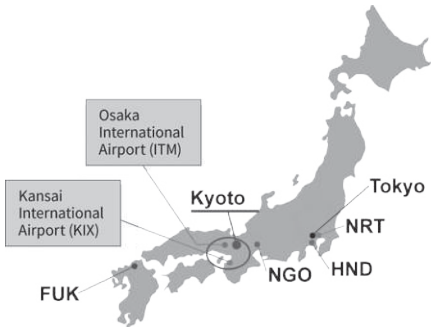 Osaka
International
Airport (ITM)
Kansai
International
Airport (KIX)
Kyoto
Tokyo
NRT
HND
NGO
FUK